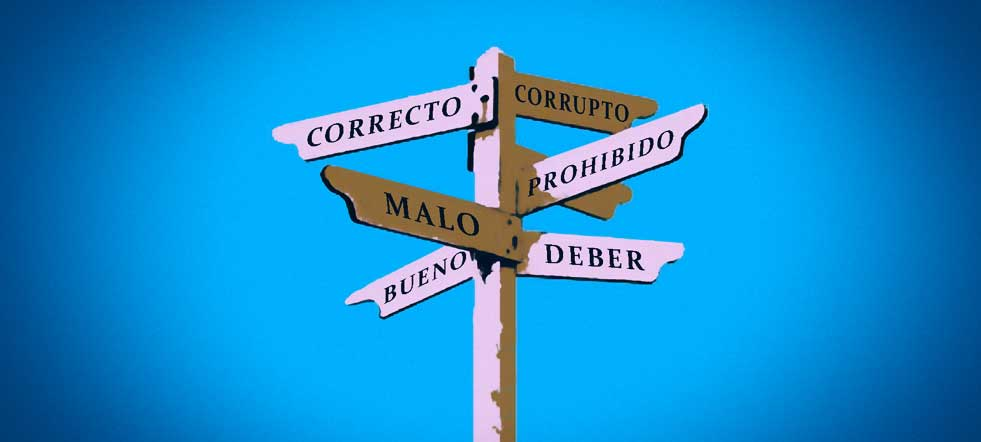 CORRECTO
CORRUPTO
PROHIBIDO
MALO
BUENO
DEBER